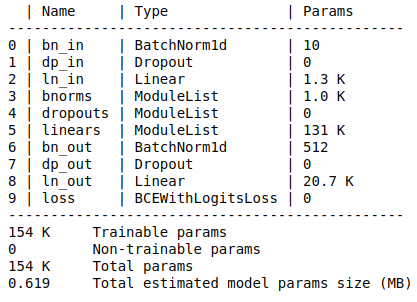 | Name      | Type              | Params
------------------------------------------------
0 | bn_in     | BatchNorm1d       | 10
1 | dp_in     | Dropout           | 0
2 | ln_in     | Linear            | 1.3 K
3 | bnorms    | ModuleList        | 1.0 K
4 | dropouts  | ModuleList        | 0
5 | linears   | ModuleList        | 131 K
6 | bn_out    | BatchNorm1d       | 512
7 | dp_out    | Dropout           | 0
8 | ln_out    | Linear            | 20.7 K
9 | loss      | BCEWithLogitsLoss | 0
------------------------------------------------
154 K     Trainable params
0         Non-trainable params
154 K     Total params
0.619     Total estimated model params size (MB)